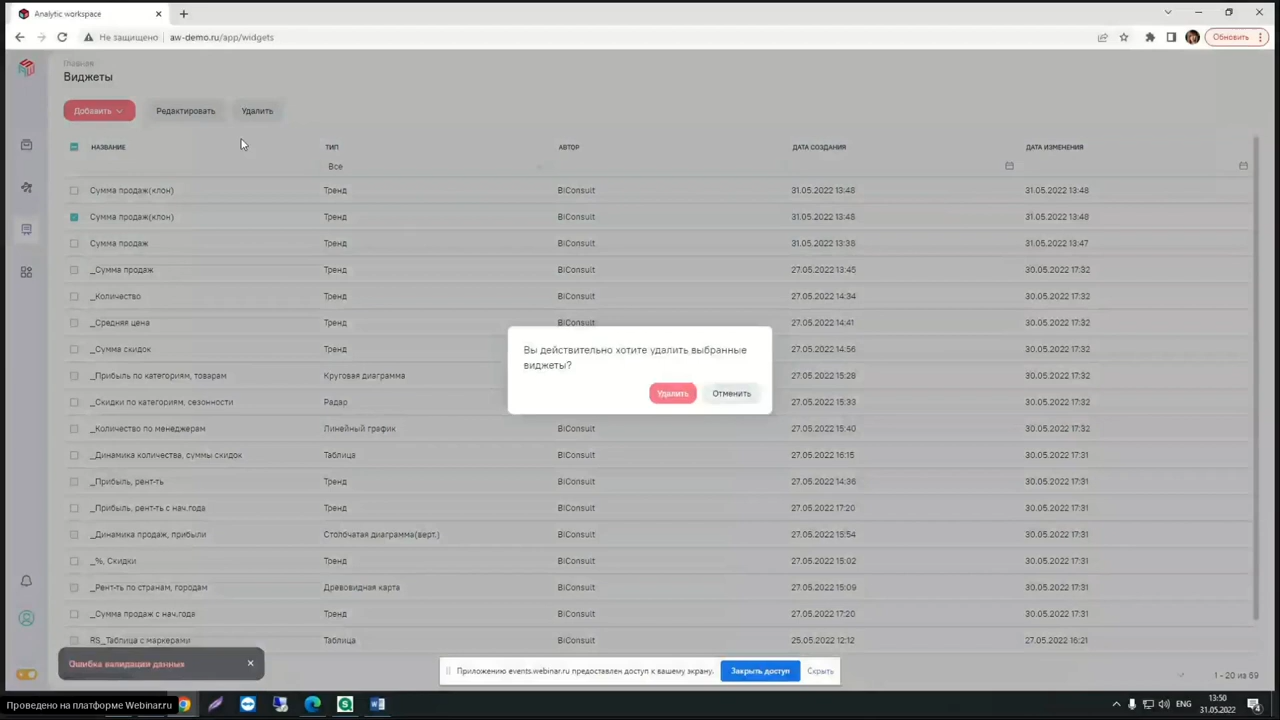 Analytic workspace
Не защищено aw-demo.ru/app/widgets
Обновить
Главная
Виджеты
Добавить Редактировать Удалить
НАЗВАНИЕ ТИП АВТОР ДАТА СОЗДАНИЯ ДАТА ИЗМЕНЕНИЯ
Все
Сумма продаж(клон) Тренд BiConsult 31.05.2022 13:48 31.05.2022 13:48
Сумма продаж(клон) Тренд BiConsult 31.05.2022 13:48 31.05.2022 13:48
Сумма продаж Тренд BiConsult 31.05.2022 13:38 31.05.2022 13:47
_Сумма продаж Тренд BiConsult 27.05.2022 13:45 30.05.2022 17:32
_Количество Тренд BiConsult 27.05.2022 14:34 30.05.2022 17:32
_Средняя цена Тренд BiConsult 27.05.2022 14:41 30.05.2022 17:32
_Сумма скидок Тренд 27.05.2022 14:56 30.05.2022 17:32
_Прибыль по категориям, товарам Круговая диаграмма 27.05.2022 15:28 30.05.2022 17:32
_Скидки по категориям, сезонности Радар 27.05.2022 15:33 30.05.2022 17:32
_Количество по менеджерам Линейный график BiConsult 27.05.2022 15:40 30.05.2022 17:32
_Динамика количества, суммы скидок Таблица BiConsult 27.05.2022 16:15 30.05.2022 17:31
_Прибыль, рент-ть Тренд BiConsult 27.05.2022 14:36 30.05.2022 17:31
_Прибыль, рент-ть с нач.года Тренд BiConsult 27.05.2022 17:20 30.05.2022 17:31
_Динамика продаж, прибыли Столбчатая диаграмма(верт.) BiConsult 27.05.2022 15:54 30.05.2022 17:31
_%, Скидки Тренд BiConsult 27.05.2022 15:02 30.05.2022 17:31
_Рент-ть по странам, городам Древовидная карта BiConsult 27.05.2022 15:09 30.05.2022 17:31
_Сумма продаж с нач.года Тренд BiConsult 27.05.2022 17:20 30.05.2022 17:31
RS_Таблица с маркерами Таблица BiConsult 25.05.2022 12:12 27.05.2022 16:21
Вы действительно хотите удалить выбранные
виджеты?
Удалить Отменить
Ошибка валидации данных
Приложению events.webinar.ru предоставлен доступ к вашему экрану. Закрыть доступ Скрыть
1 - 20 из 69
Проведено на платформе Webinar.ru
ENG
13:50
31.05.2022
4